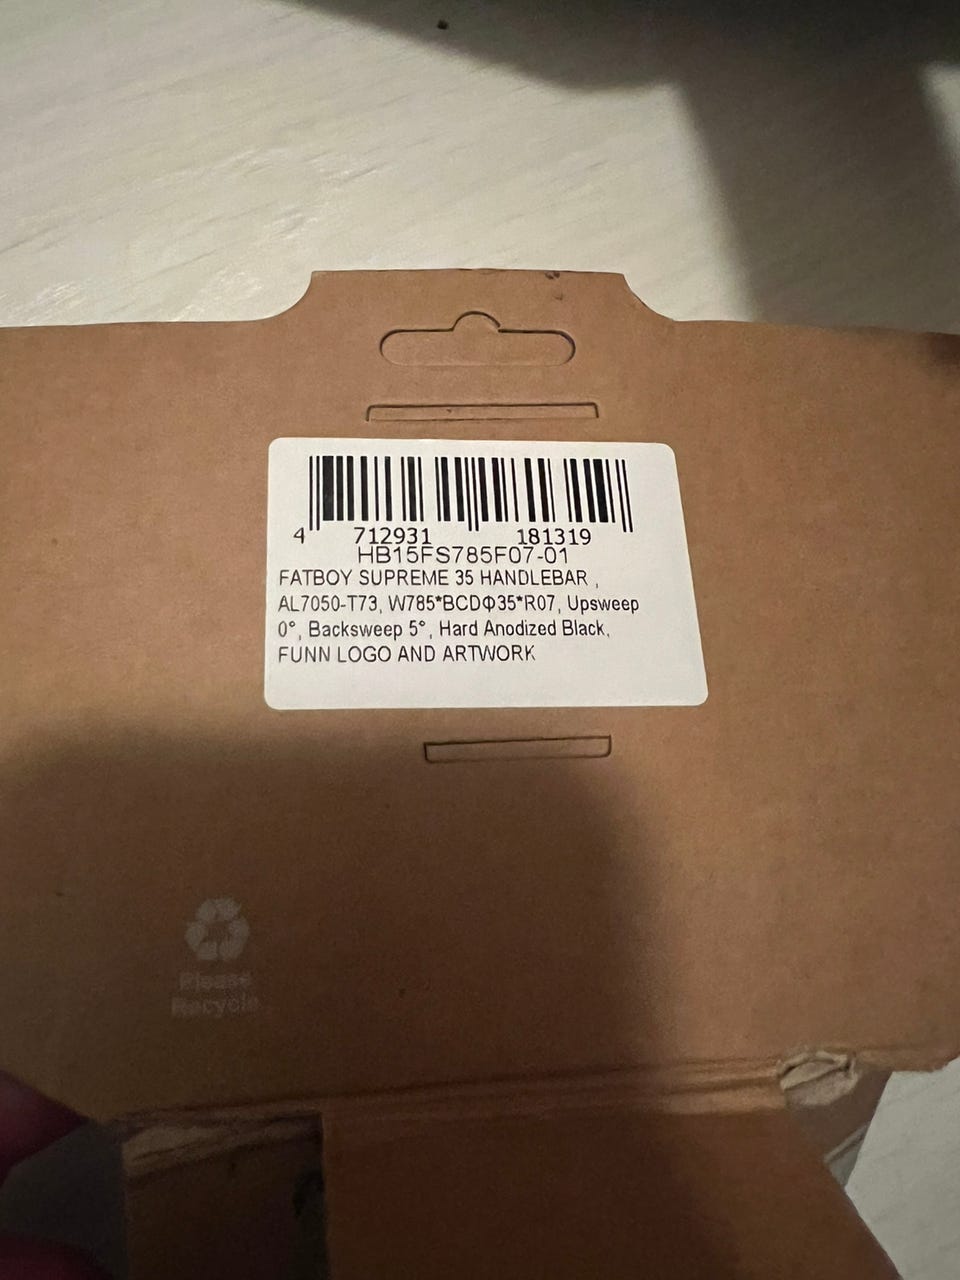 4 712931 181319
HB15FS785F07-01
FATBOY SUPREME 35 HANDLEBAR ,
AL7050-T73, W785*BCDΦ35*R07, Upsweep
0°, Backsweep 5°, Hard Anodized Black,
FUNN LOGO AND ARTWORK
Please
Recycle